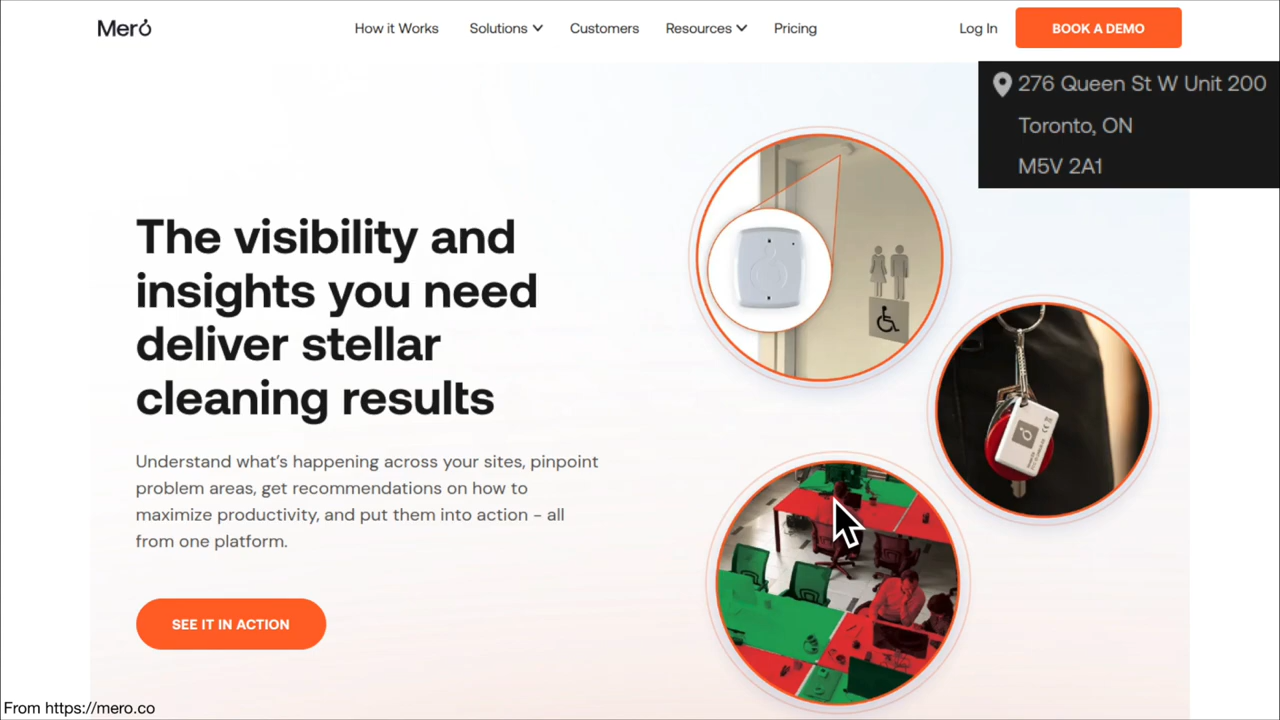 Meró
How it Works
Solutions
Customers
Resources
Pricing
Log In
BOOK A DEMO
276 Queen St W Unit 200
Toronto, ON
M5V 2A1
The visibility and
insights you need
deliver stellar
cleaning results
Understand what's happening across your sites, pinpoint
problem areas, get recommendations on how to
maximize productivity, and put them into action – all
from one platform.
SEE IT IN ACTION
From https://mero.co